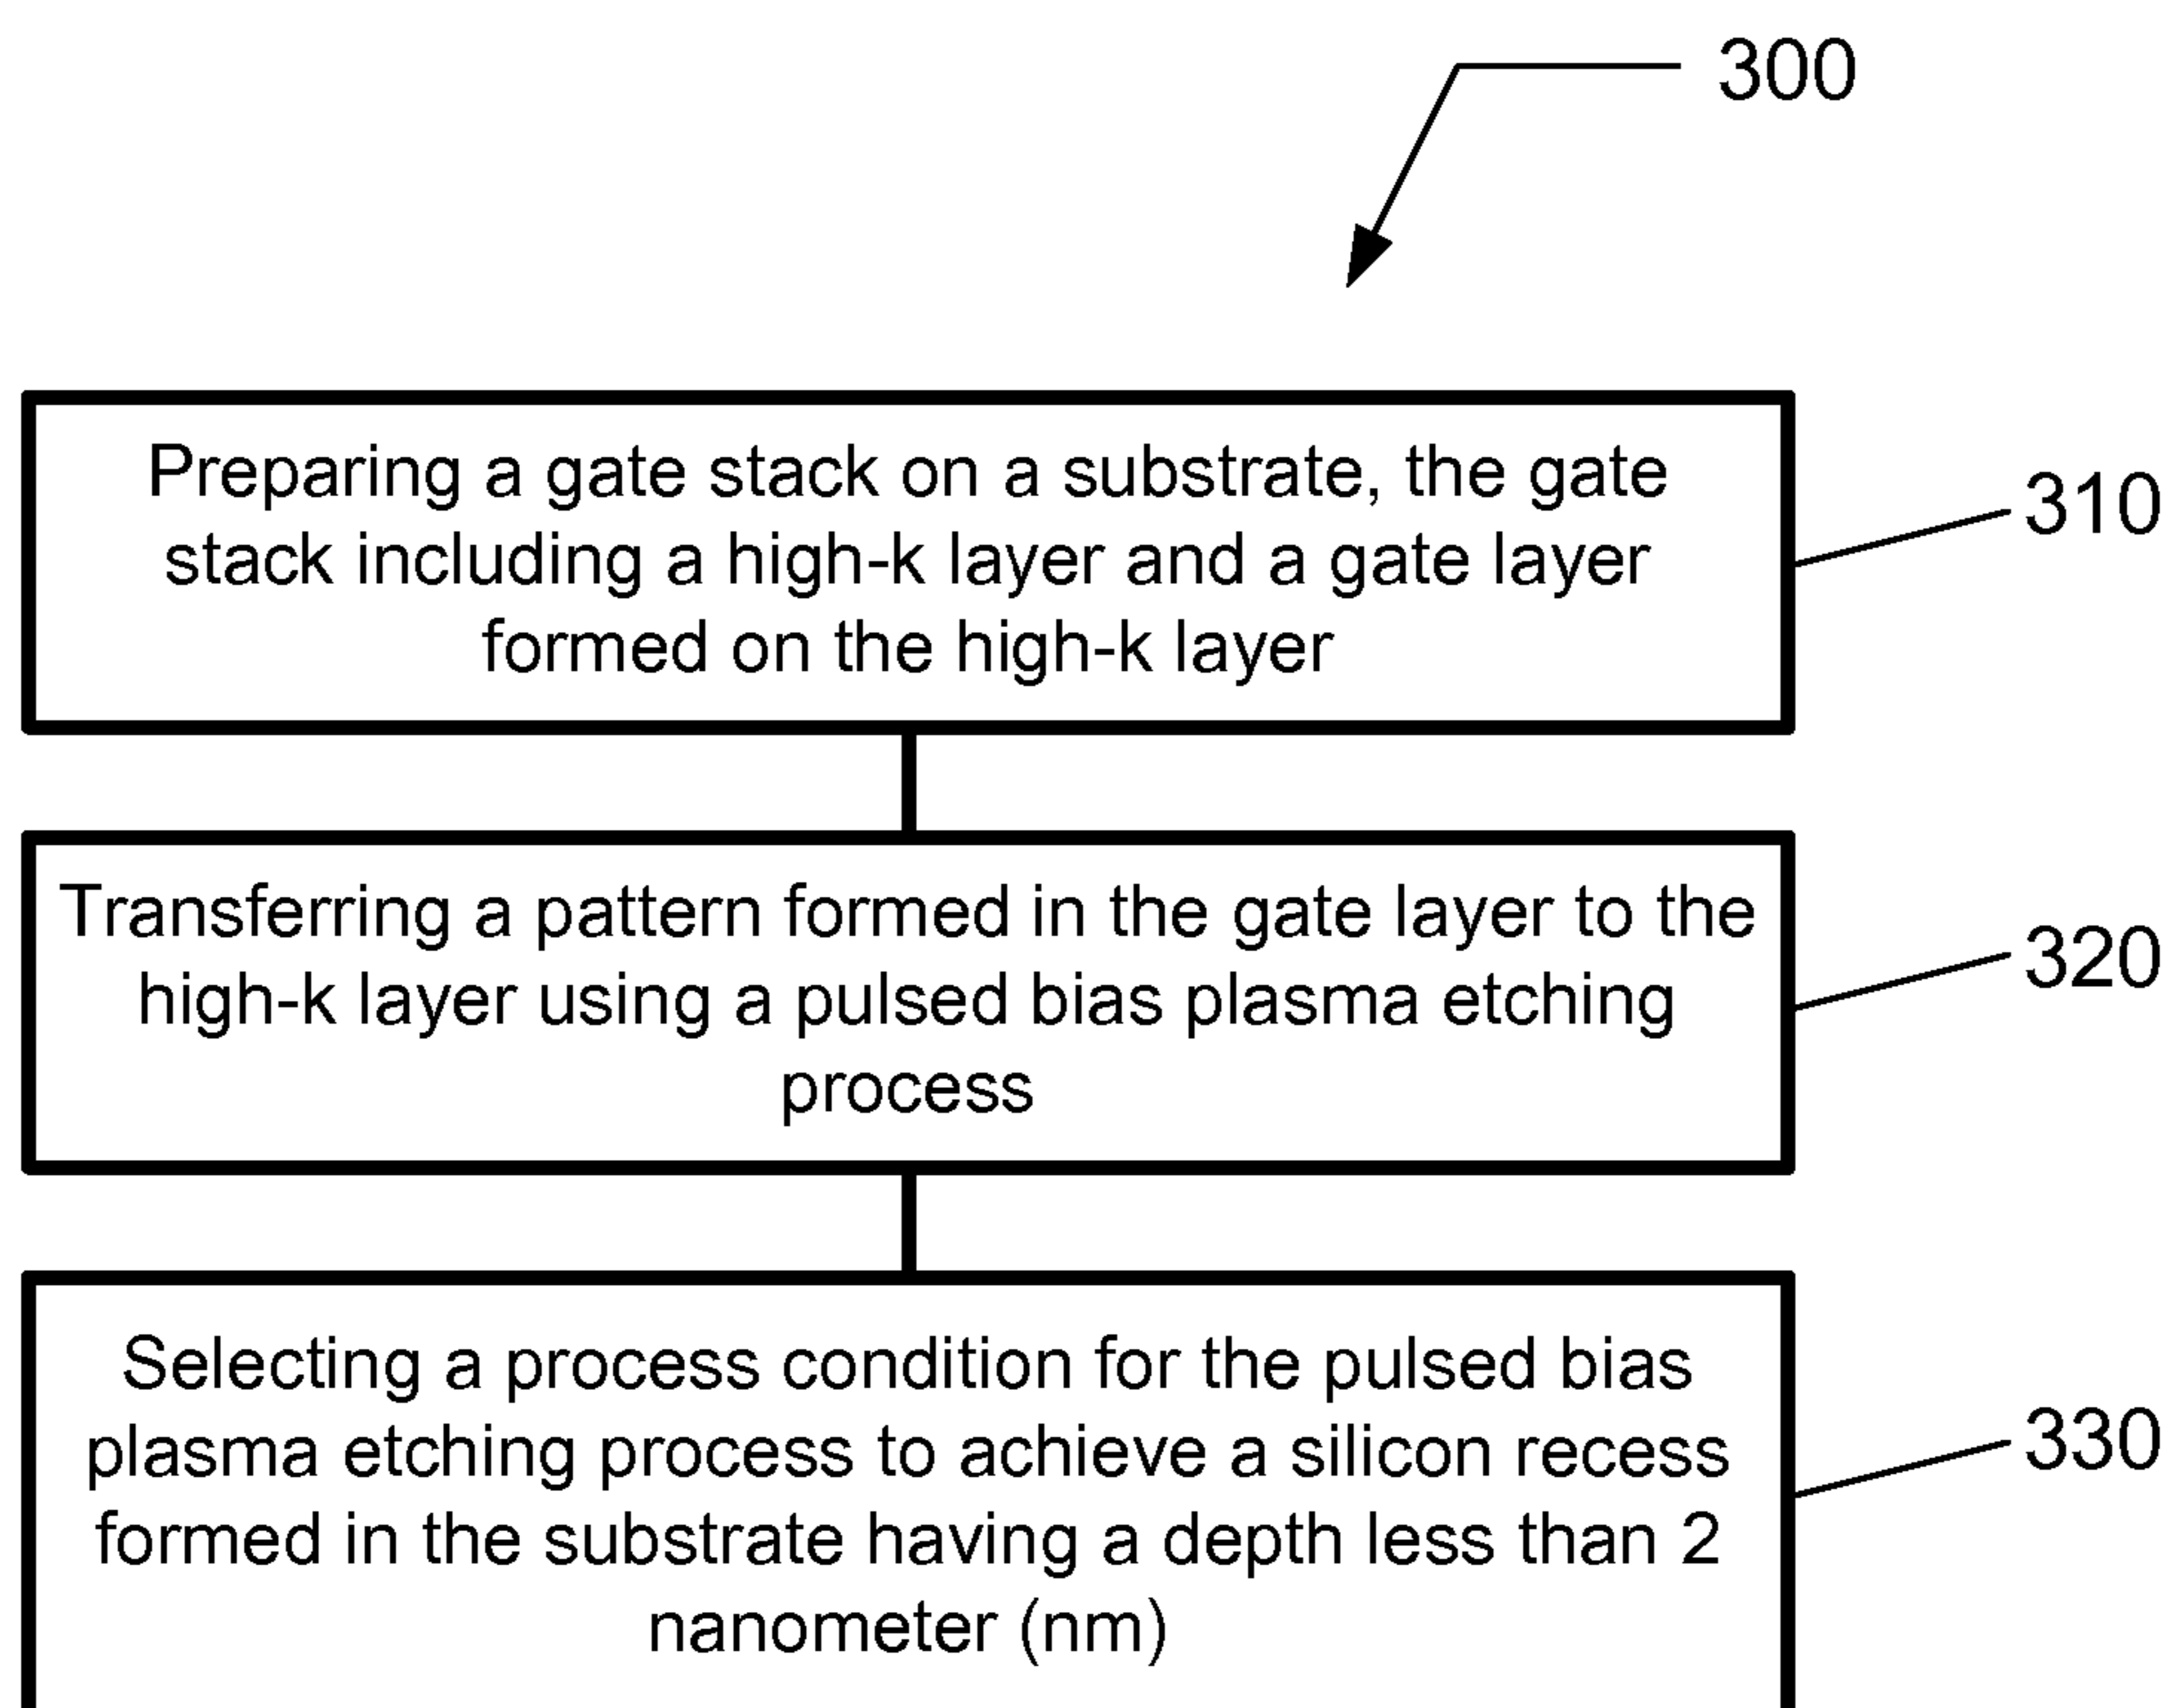 300
Preparing a gate stack on a substrate, the gate
stack including a high-k layer and a gate layer
formed on the high-k layer
310
Transferring a pattern formed in the gate layer to the
high-k layer using a pulsed bias plasma etching
process
320
Selecting a process condition for the pulsed bias
plasma etching process to achieve a silicon recess
formed in the substrate having a depth less than 2
nanometer (nm)
330